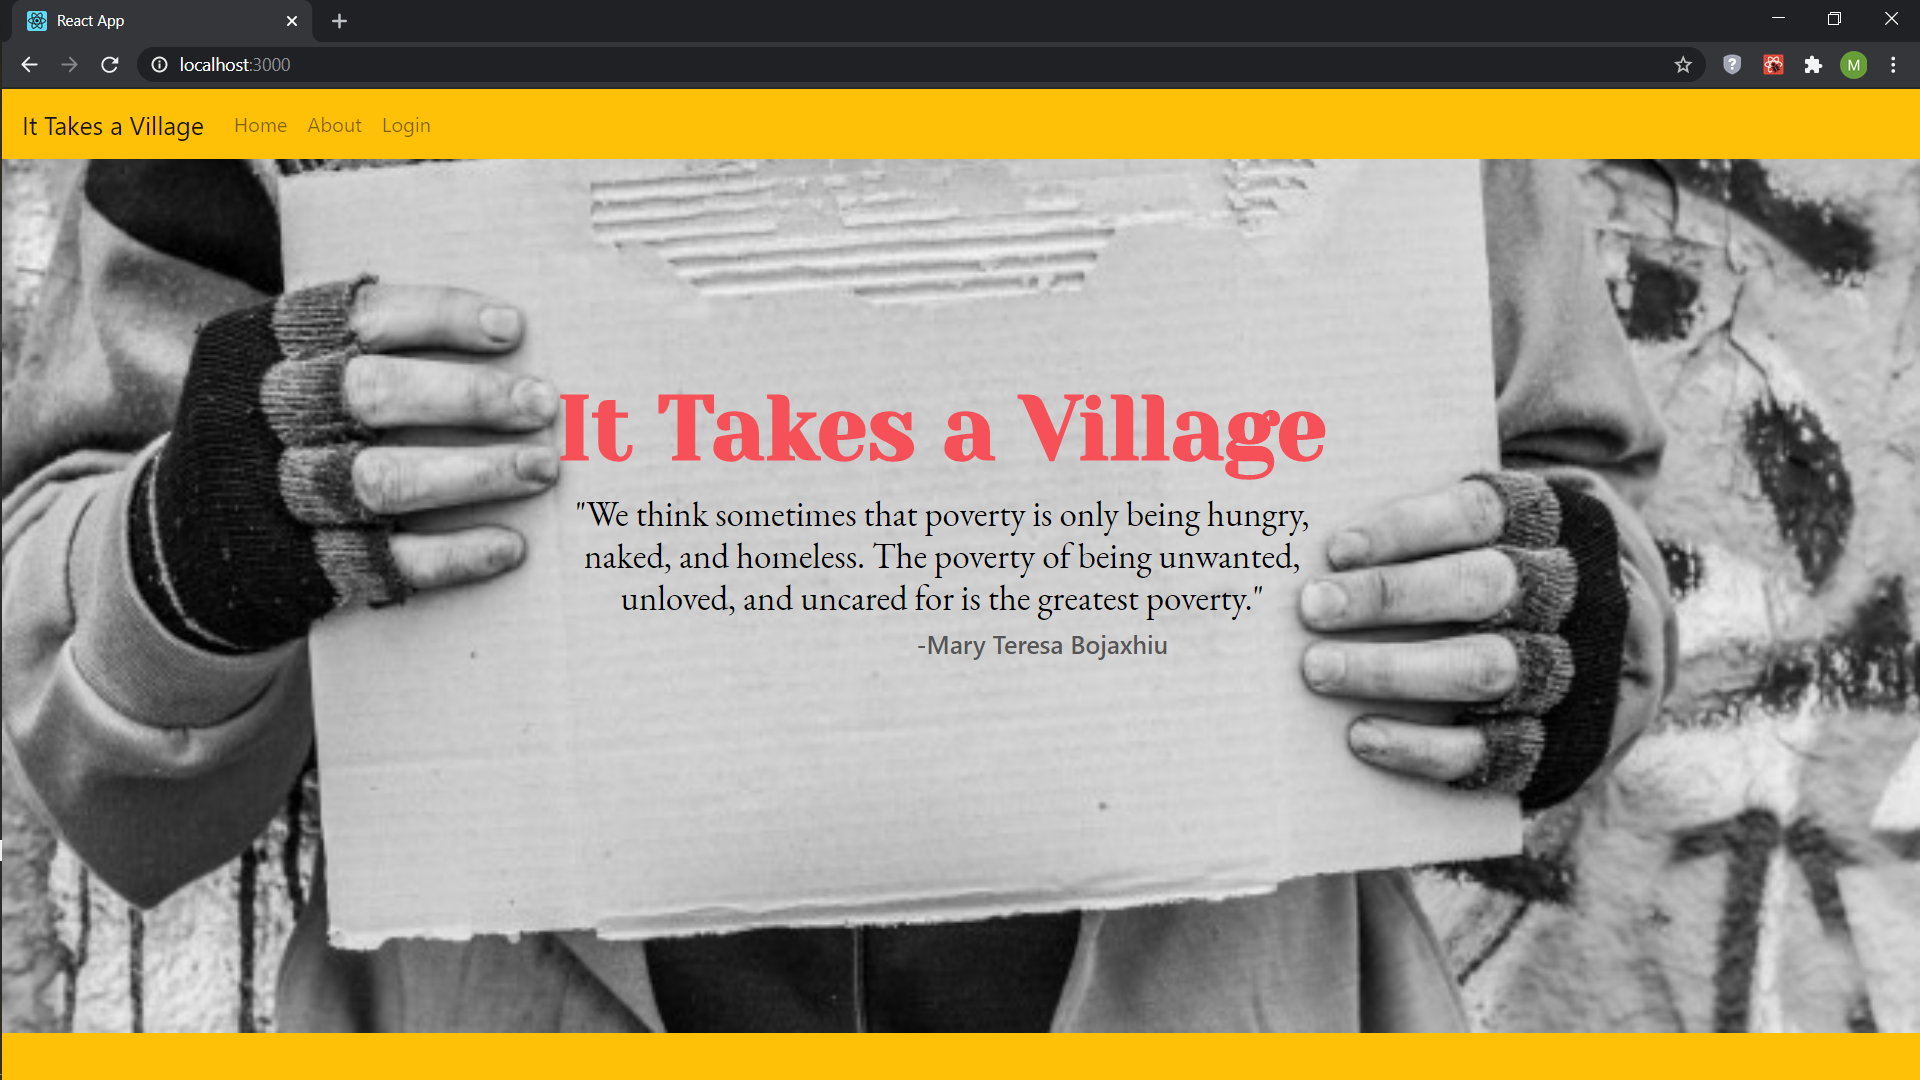 React App
localhost:3000
M
It Takes a Village Home About Login
It Takes a Village
"We think sometimes that poverty is only being hungry,
naked, and homeless. The poverty of being unwanted,
unloved, and uncared for is the greatest poverty."
-Mary Teresa Bojaxhiu